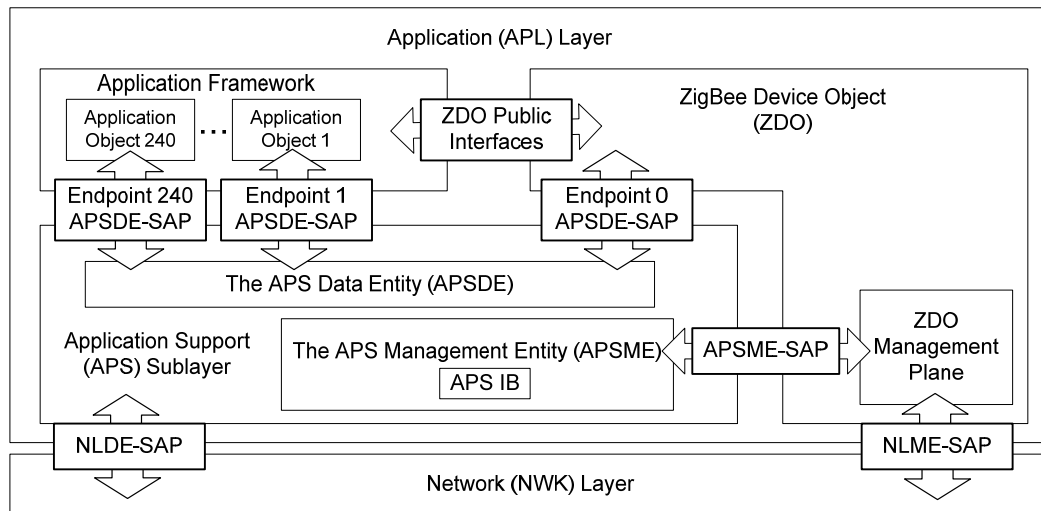 Application (APL) Layer
Application Framework
Application
Object 240
...
Application
Object 1
ZDO Public
Interfaces
ZigBee Device Object
(ZDO)
Endpoint 240
APSDE-SAP
Endpoint 1
APSDE-SAP
Endpoint 0
APSDE-SAP
The APS Data Entity (APSDE)
Application Support
(APS) Sublayer
The APS Management Entity (APSME)
APS IB
APSME-SAP
ZDO
Management
Plane
NLDE-SAP
NLME-SAP
Network (NWK) Layer